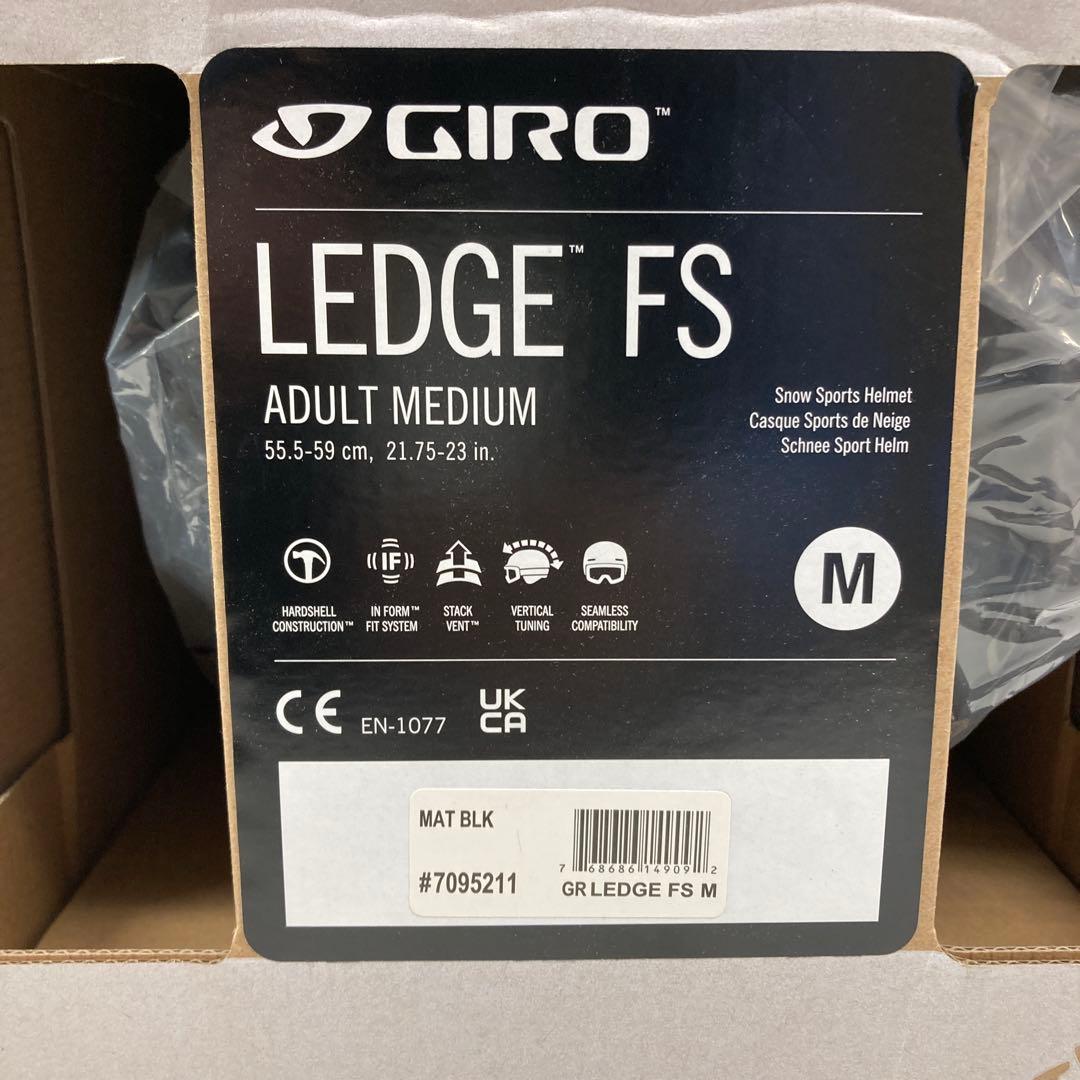 GIRO™
LEDGE™ FS
ADULT MEDIUM
55.5-59 cm, 21.75-23 in.
Snow Sports Helmet
Casque Sports de Neige
Schnee Sport Helm
IF
HARDSHELL
CONSTRUCTION™
IN FORM™
FIT SYSTEM
STACK
VENT™
VERTICAL
TUNING
SEAMLESS
COMPATIBILITY
M
CE EN-1077
UK
CA
MAT BLK
#7095211
7 68686 14909 2
GR LEDGE FS M